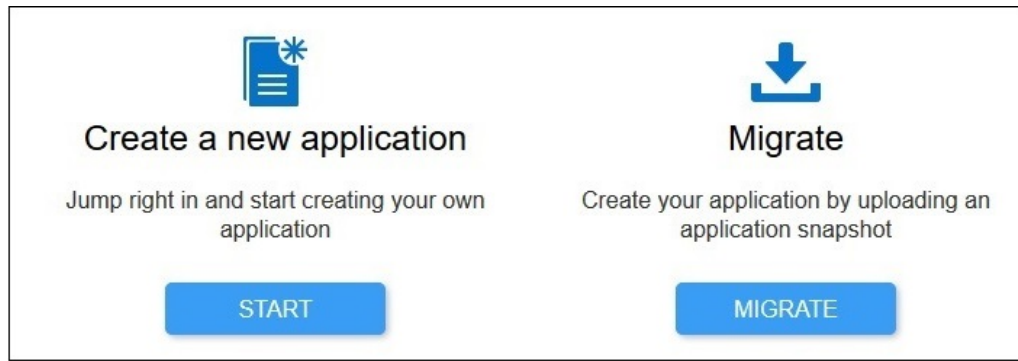 Create a new application
Jump right in and start creating your own
application
START
Migrate
Create your application by uploading an
application snapshot
MIGRATE